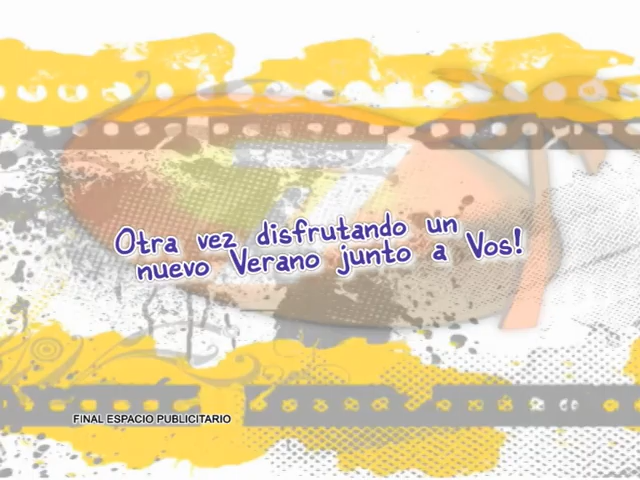 Otra vez disfrutando un
nuevo Verano junto a Vos!
FINAL ESPACIO PUBLICITARIO